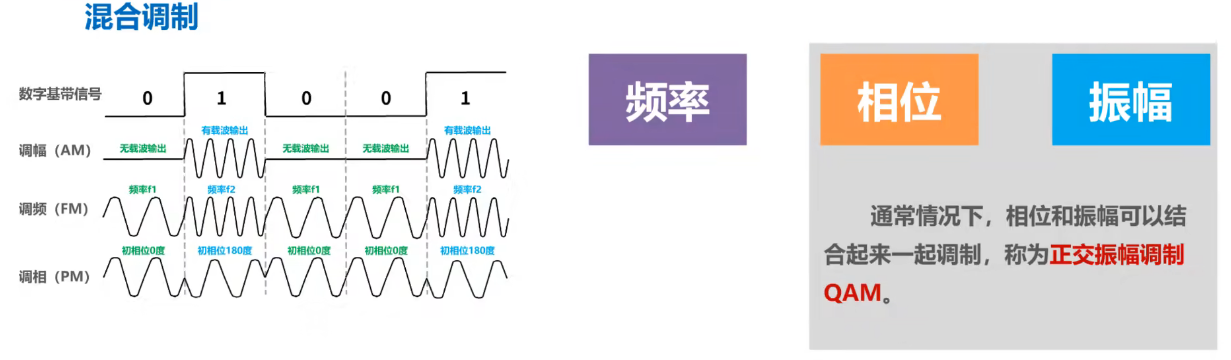 混合调制
数字基带信号 0 1 0 0 1
调幅（AM） 无载波输出 有载波输出 无载波输出 无载波输出 有载波输出
调频（FM） 频率f1 频率f2 频率f1 频率f1 频率f2
调相（PM） 初相位0度 初相位180度 初相位0度 初相位0度 初相位180度
频率 相位 振幅
通常情况下，相位和振幅可以结
合起来一起调制，称为正交振幅调制
QAM。